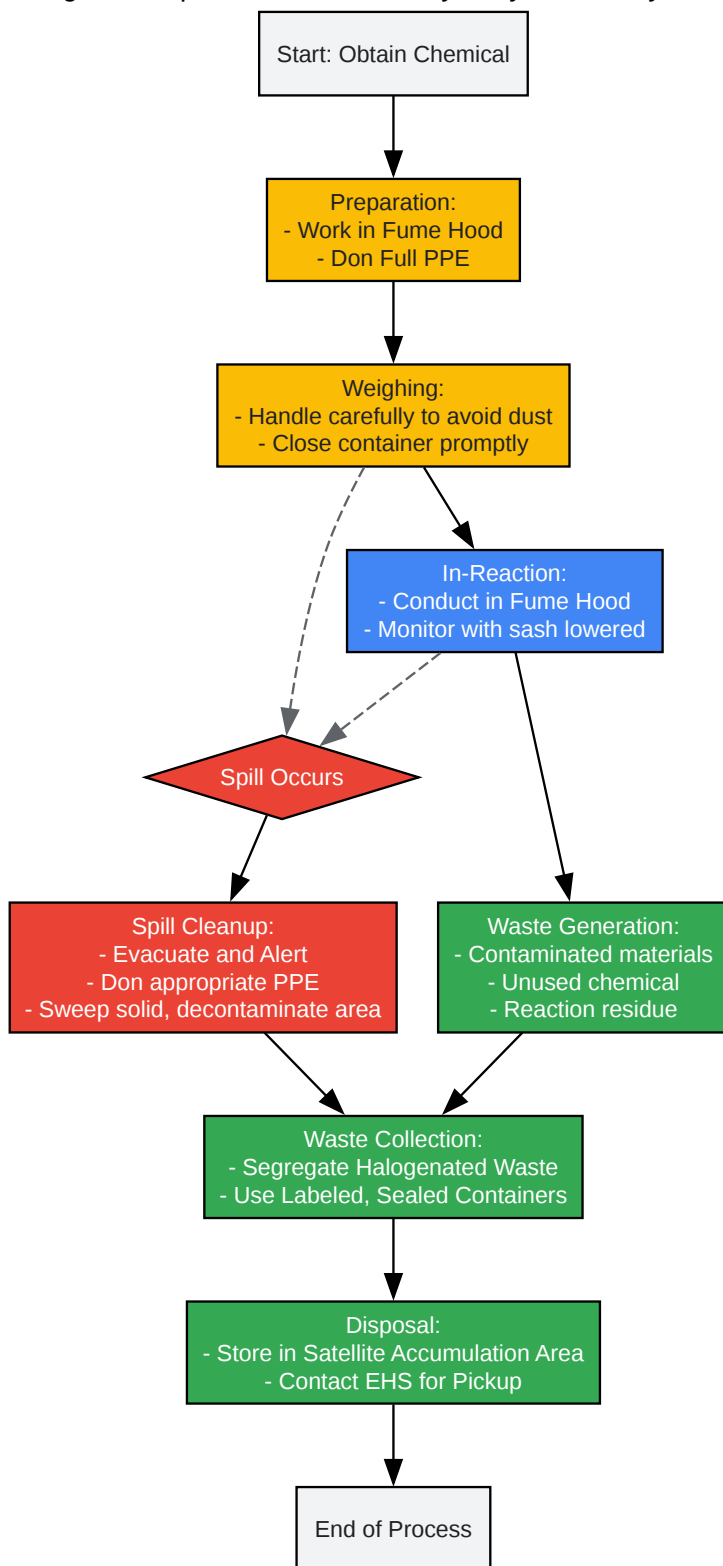 Start: Obtain Chemical
Preparation:
- Work in Fume Hood
- Don Full PPE
Weighing:
- Handle carefully to avoid dust
- Close container promptly
In-Reaction:
- Conduct in Fume Hood
- Monitor with sash lowered
Spill Occurs
Spill Cleanup:
- Evacuate and Alert
- Don appropriate PPE
- Sweep solid, decontaminate area
Waste Generation:
- Contaminated materials
- Unused chemical
- Reaction residue
Waste Collection:
- Segregate Halogenated Waste
- Use Labeled, Sealed Containers
Disposal:
- Store in Satellite Accumulation Area
- Contact EHS for Pickup
End of Process